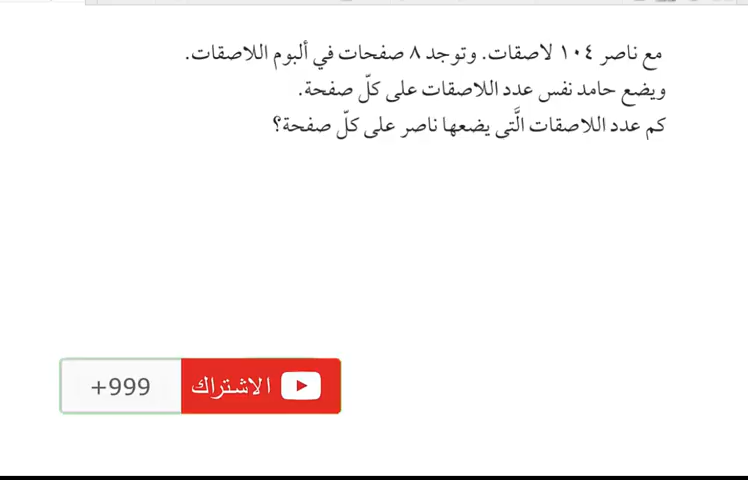 مع ناصر ١٠٤ لاصقات. وتوجد ٨ صفحات في ألبوم اللاصقات.
ويضع حامد نفس عدد اللاصقات على كلّ صفحة.
كم عدد اللاصقات الَّتى يضعها ناصر على كلّ صفحة؟
الاشتراك
+999